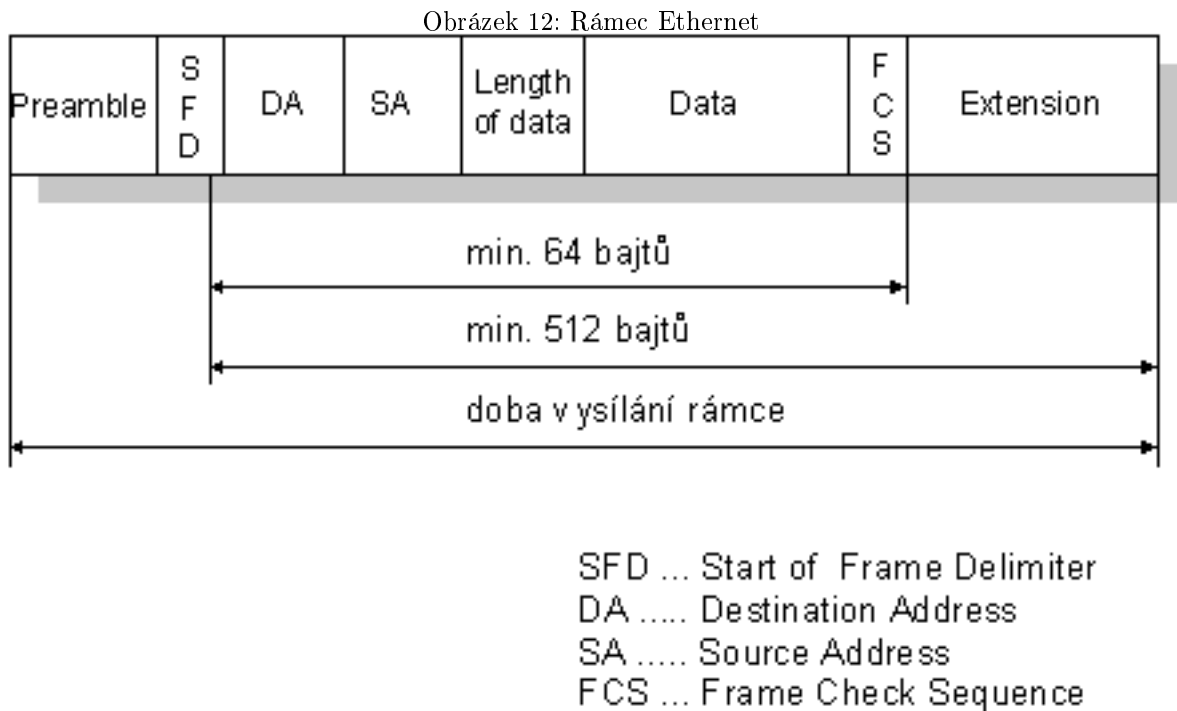 Obrázek 12: Rámec Ethernet
Preamble
S
F
D
DA
SA
Length
of data
Data
F
C
S
Extension
min. 64 bajtů
min. 512 bajtů
doba vysílání rámce
SFD ... Start of Frame Delimiter
DA ..... Destination Address
SA ..... Source Address
FCS ... Frame Check Sequence